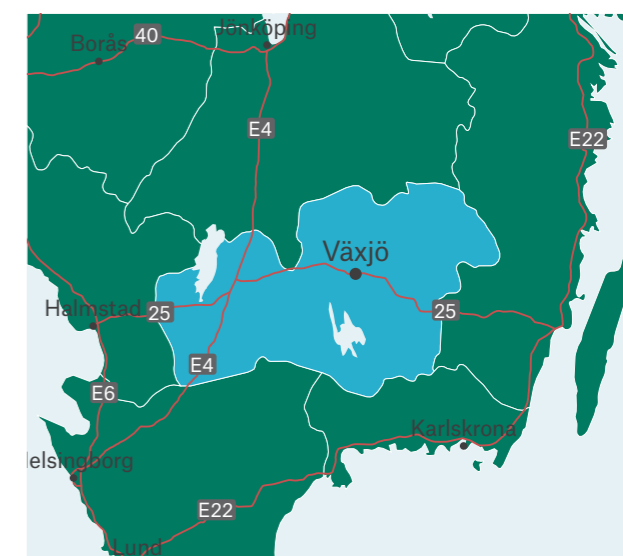 Jönköping
Borås
40
E4
E22
Växjö
Halmstad
25
25
E4
E6
Karlskrona
elsingborg
E22
Lund